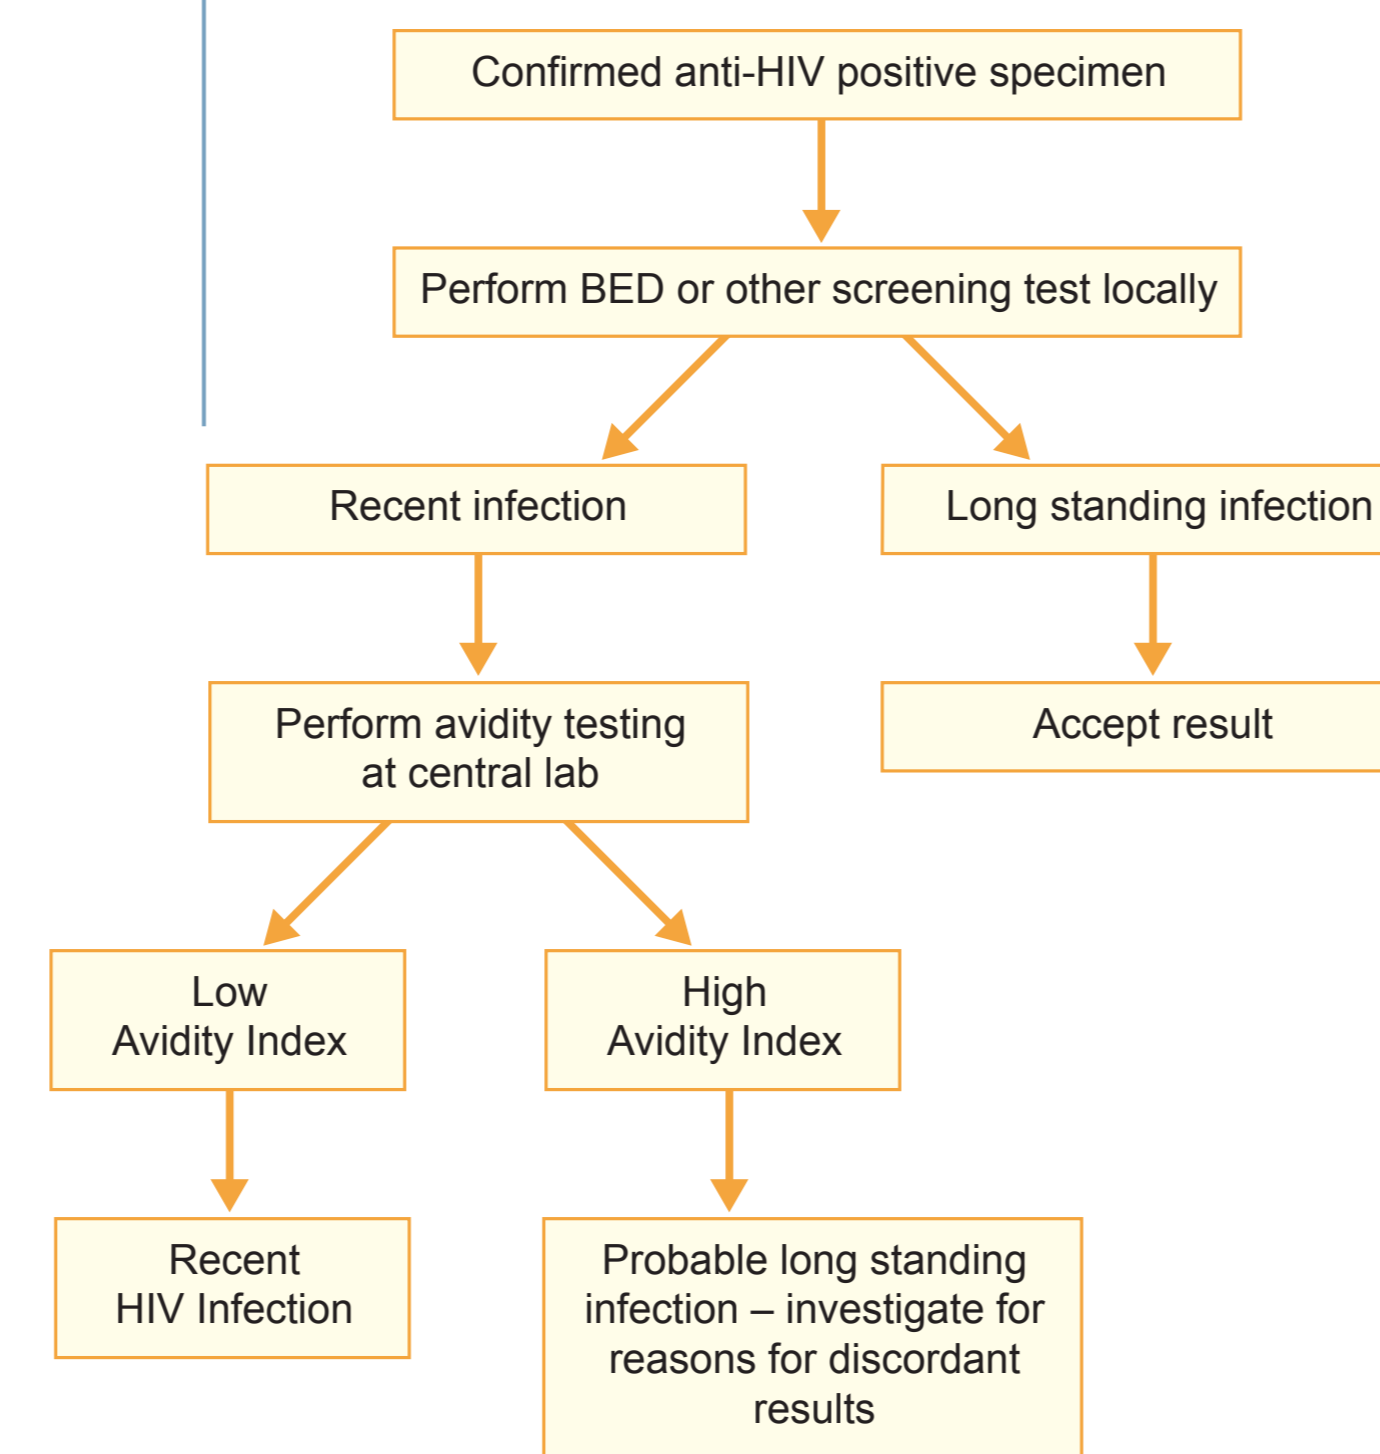 Confirmed anti-HIV positive specimen
Perform BED or other screening test locally
Recent infection
Long standing infection
Perform avidity testing
at central lab
Accept result
Low
Avidity Index
High
Avidity Index
Recent
HIV Infection
Probable long standing
infection – investigate for
reasons for discordant
results